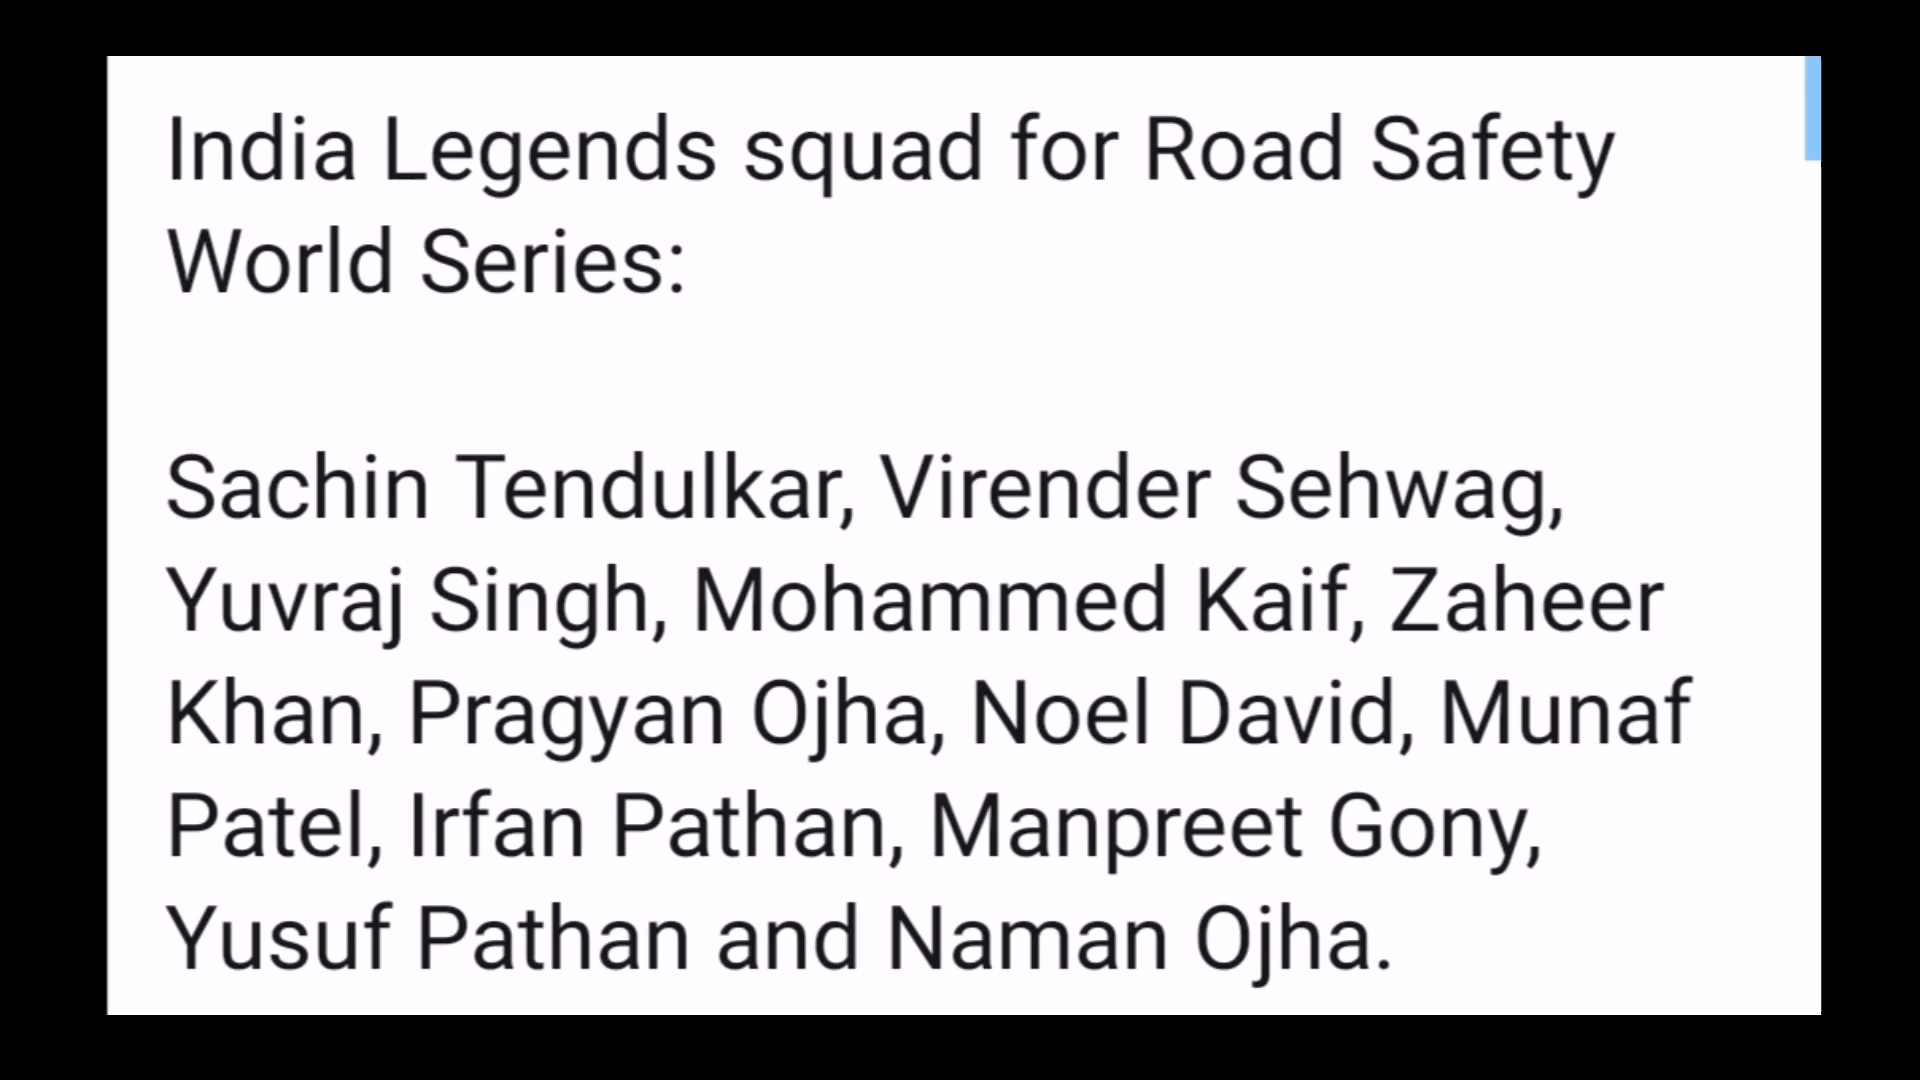 India Legends squad for Road Safety
World Series:
Sachin Tendulkar, Virender Sehwag,
Yuvraj Singh, Mohammed Kaif, Zaheer
Khan, Pragyan Ojha, Noel David, Munaf
Patel, Irfan Pathan, Manpreet Gony,
Yusuf Pathan and Naman Ojha.